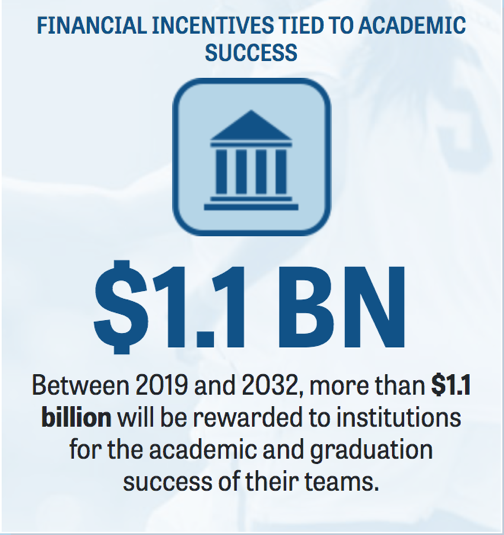 FINANCIAL INCENTIVES TIED TO ACADEMIC
SUCCESS
$1.1 BN
Between 2019 and 2032, more than $1.1
billion will be rewarded to institutions
for the academic and graduation
success of their teams.